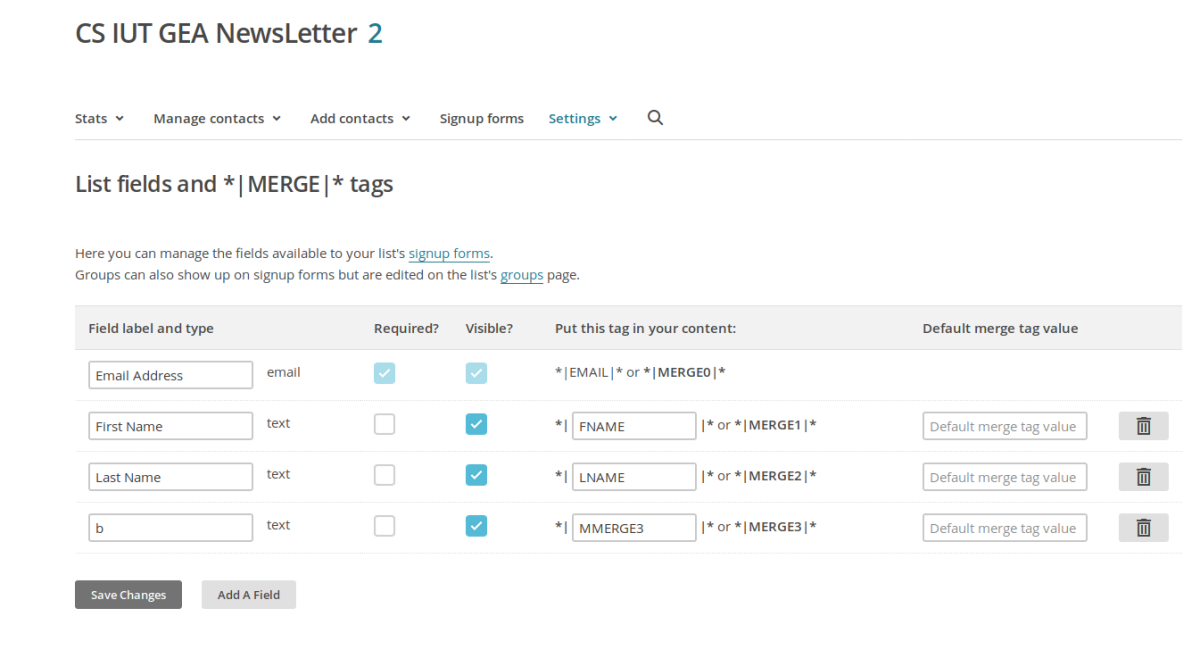 CS IUT GEA NewsLetter 2
Stats Manage contacts Add contacts Signup forms Settings
List fields and *|MERGE|* tags
Here you can manage the fields available to your list's signup forms.
Groups can also show up on signup forms but are edited on the list's groups page.
Field label and type Required? Visible? Put this tag in your content: Default merge tag value
Email Address email *|EMAIL|* or *|MERGE0|*
First Name text *| FNAME |* or *|MERGE1|* Default merge tag value
Last Name text *| LNAME |* or *|MERGE2|* Default merge tag value
b text *| MMERGE3 |* or *|MERGE3|* Default merge tag value
Save Changes Add A Field